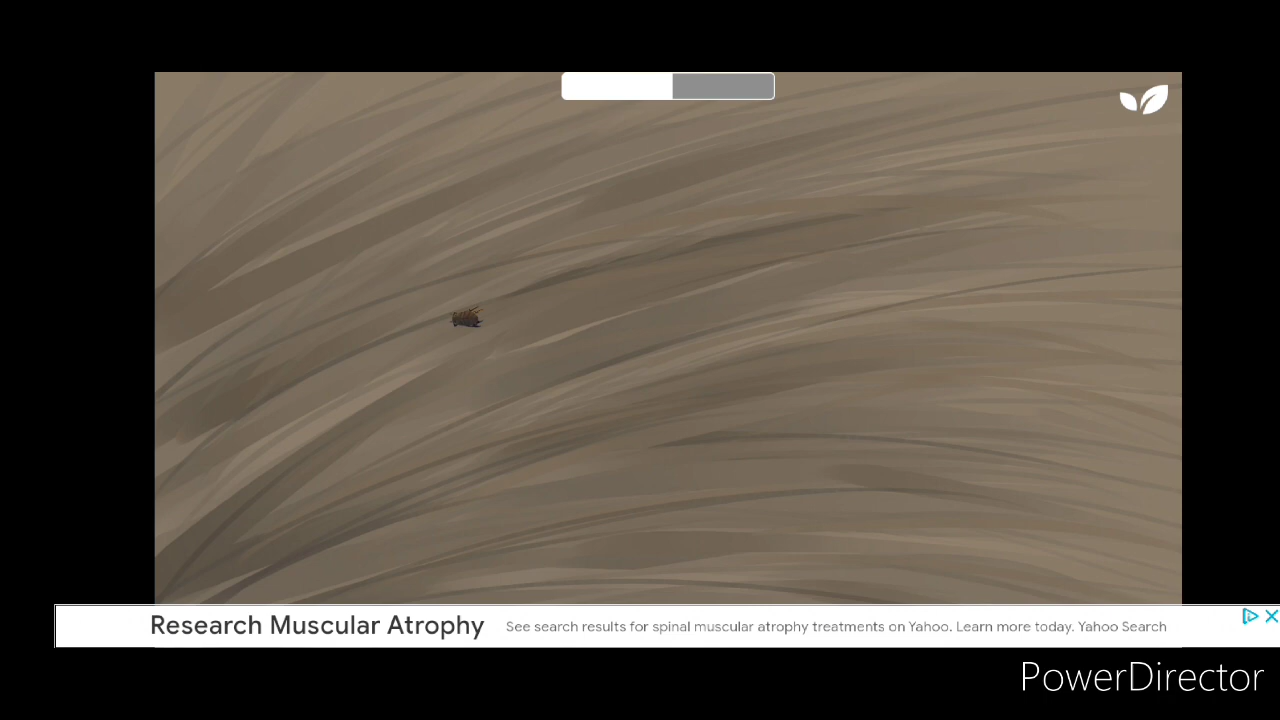 Research Muscular Atrophy
See search results for spinal muscular atrophy treatments on Yahoo. Learn more today. Yahoo Search
PowerDirector